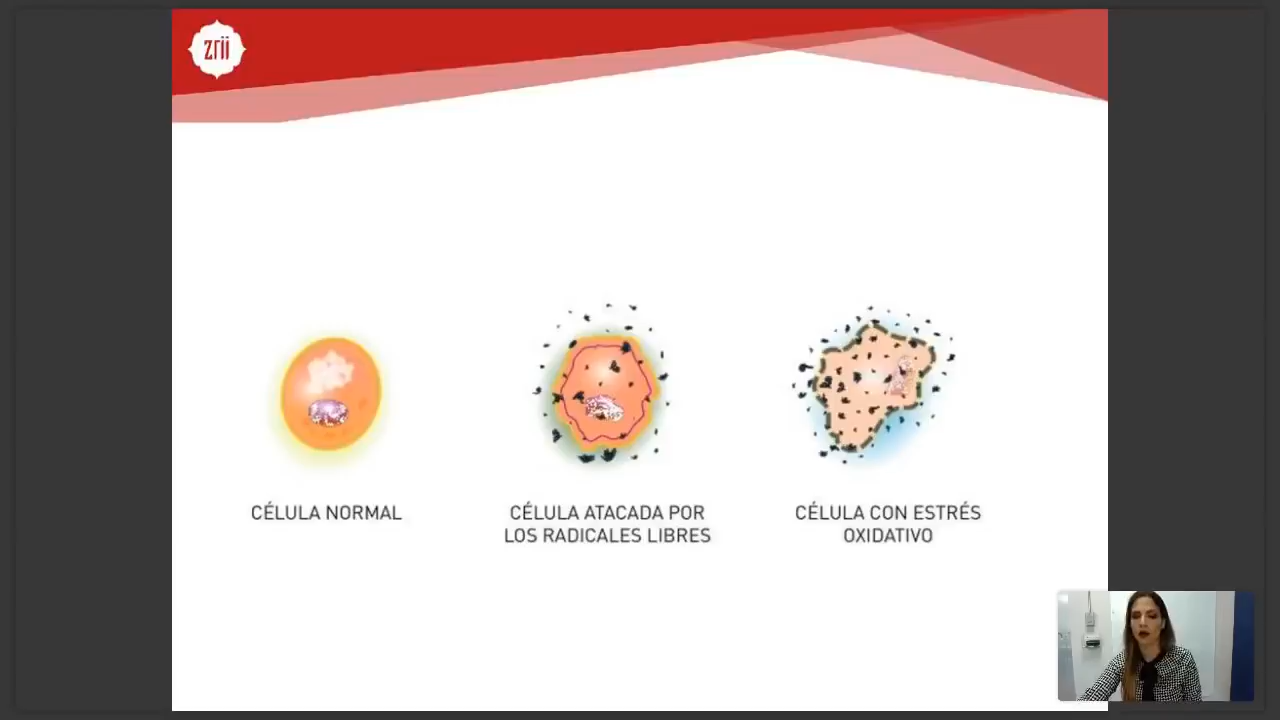 zrii
CÉLULA NORMAL
CÉLULA ATACADA POR
LOS RADICALES LIBRES
CÉLULA CON ESTRÉS
OXIDATIVO